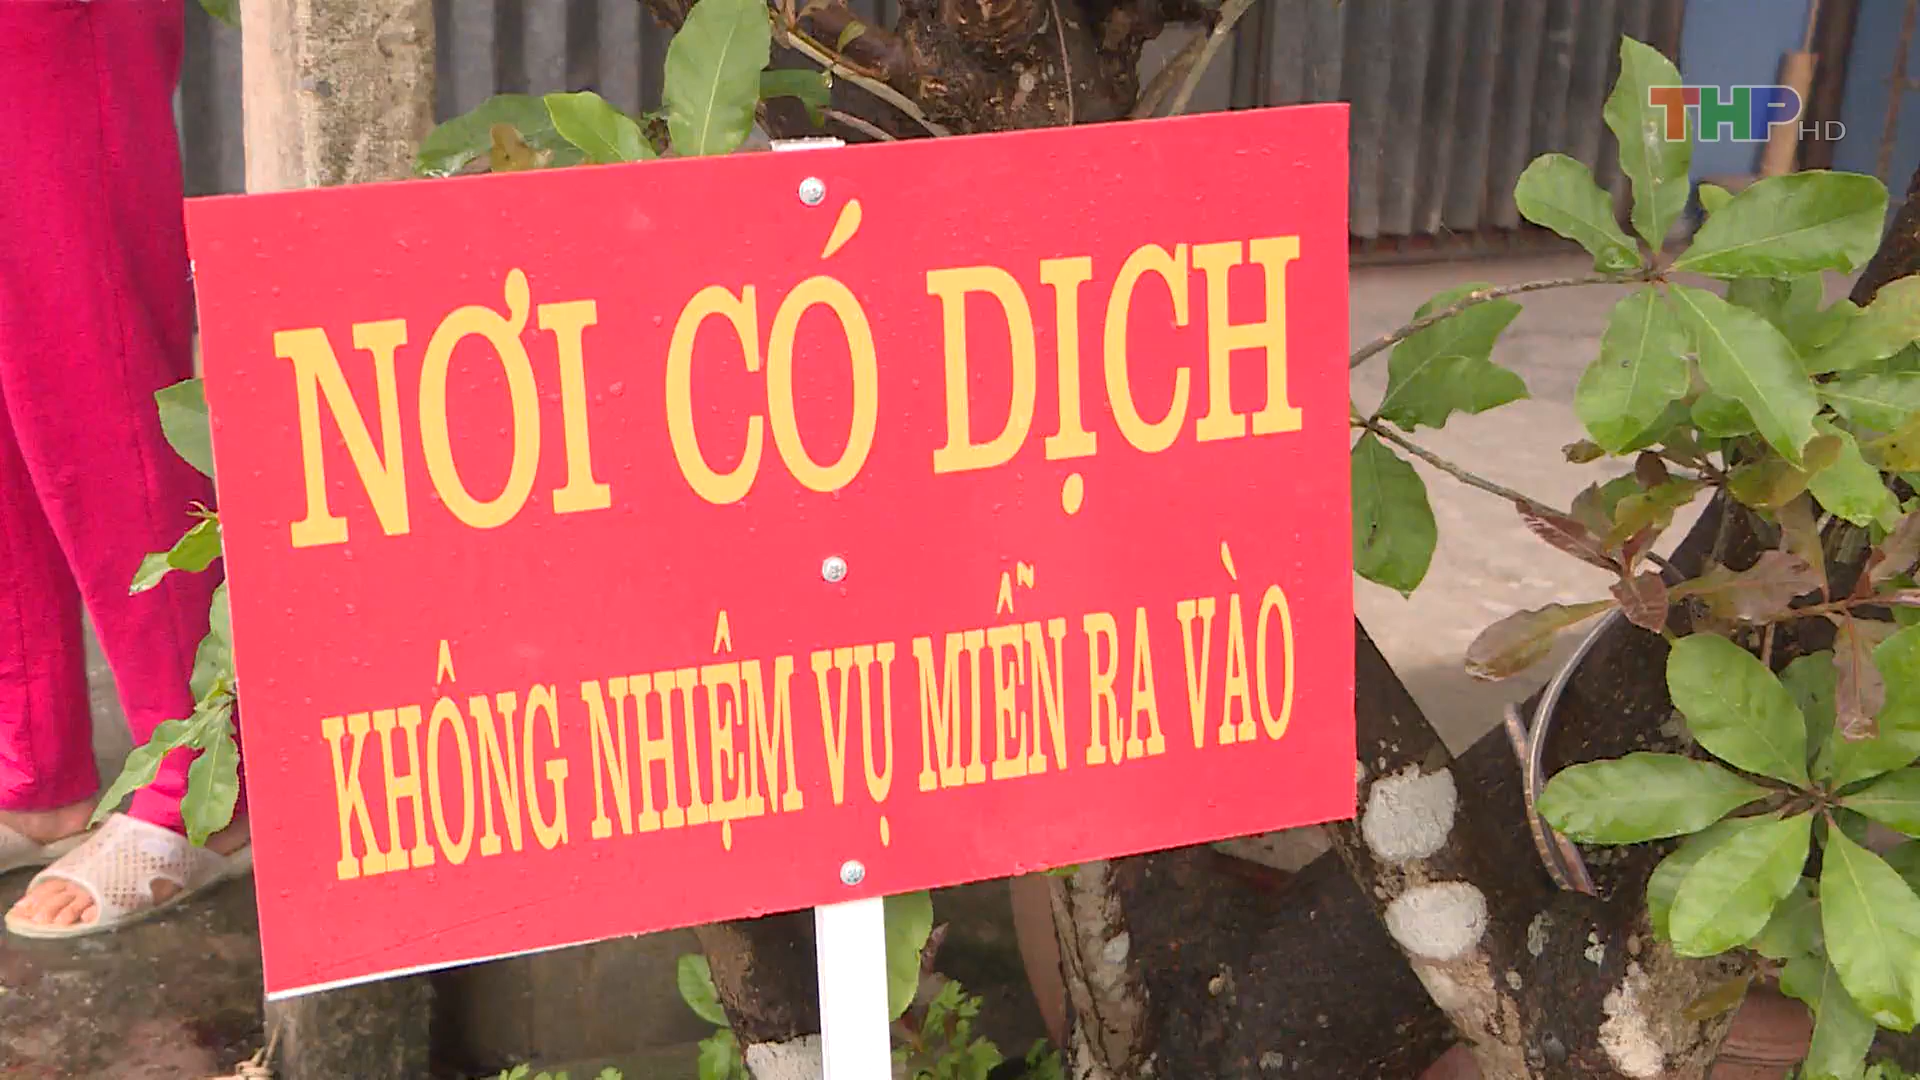 THP HD
NƠI CÓ DỊCH
KHÔNG NHIỆM VỤ MIỄN RA VÀO